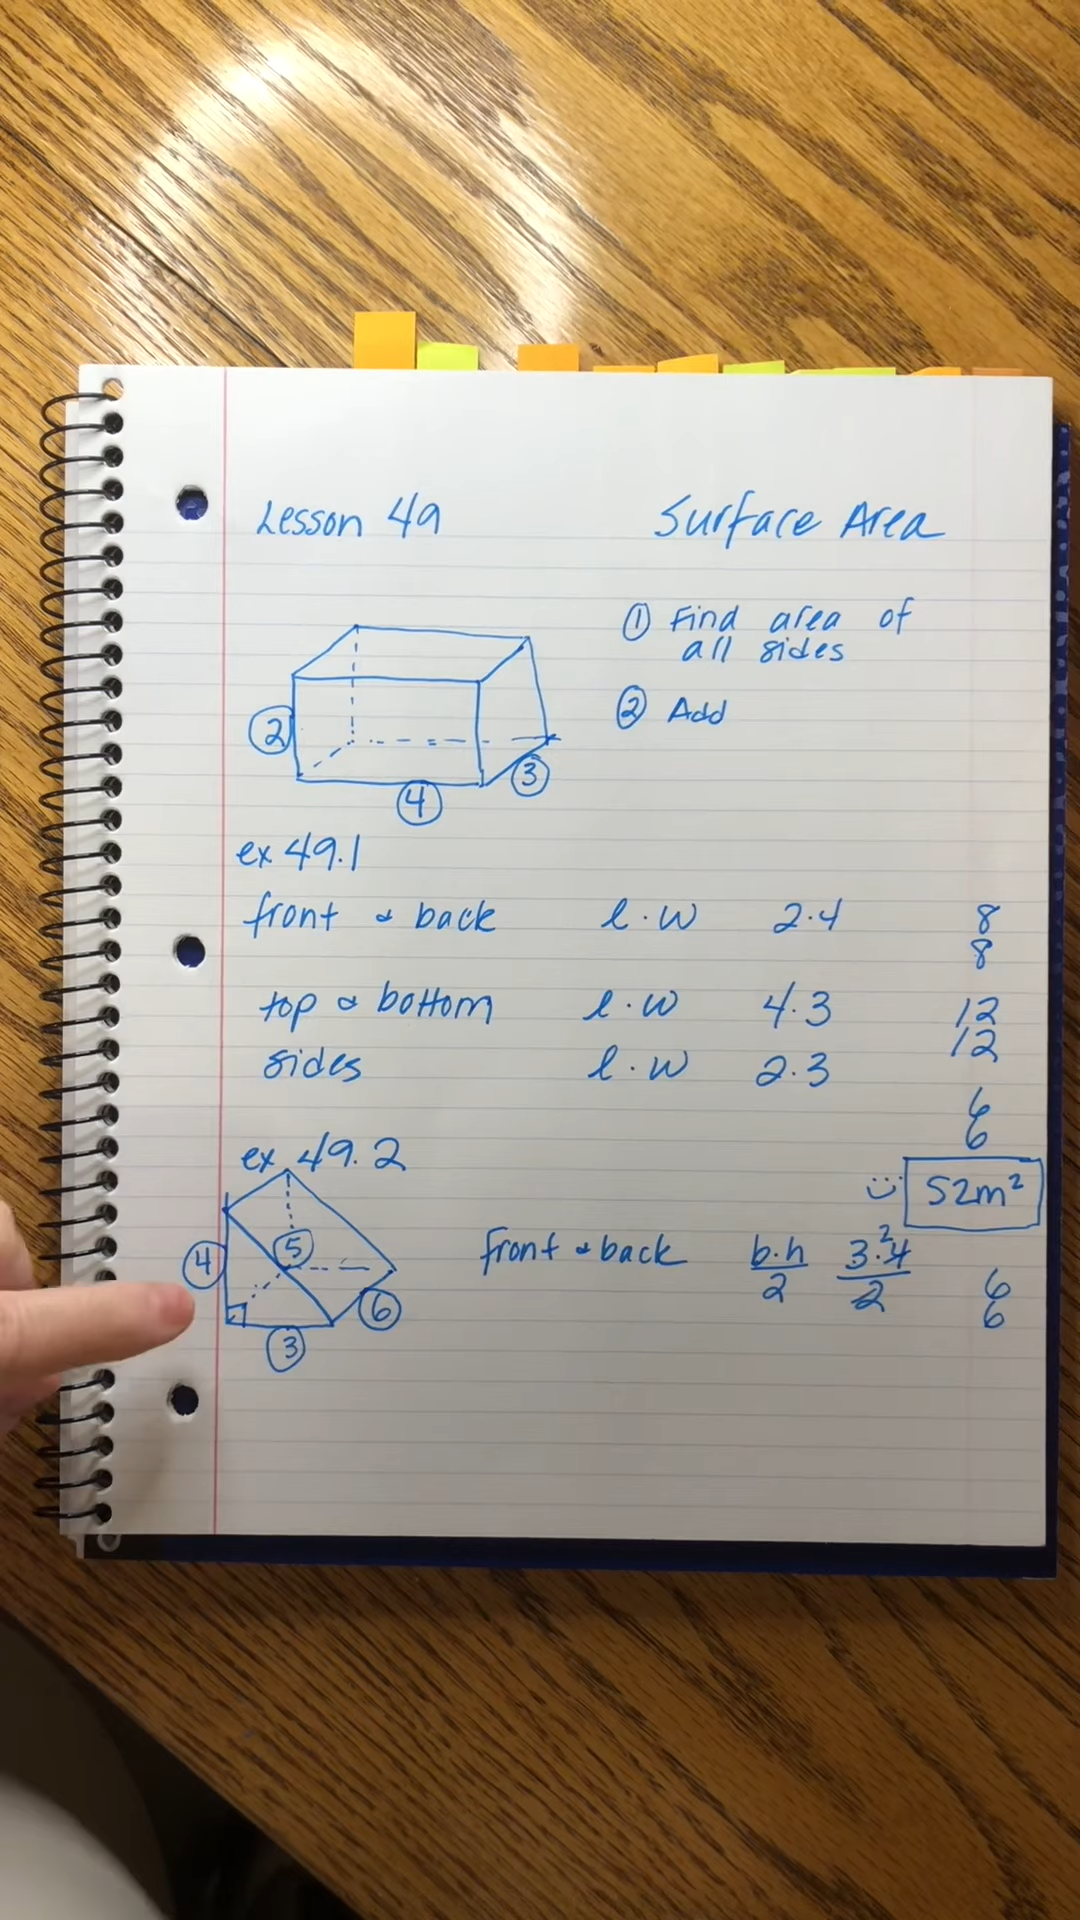 Lesson 49
Surface Area
① Find area of
all sides
② Add
2
4
3
ex 49.1
front & back l·w 2·4 8
8
top & bottom l·w 4·3 12
12
sides l·w 2·3 6
6
52m²
ex 49.2
4
5
6
3
front & back b·h/2 3·4/2 2 6
6